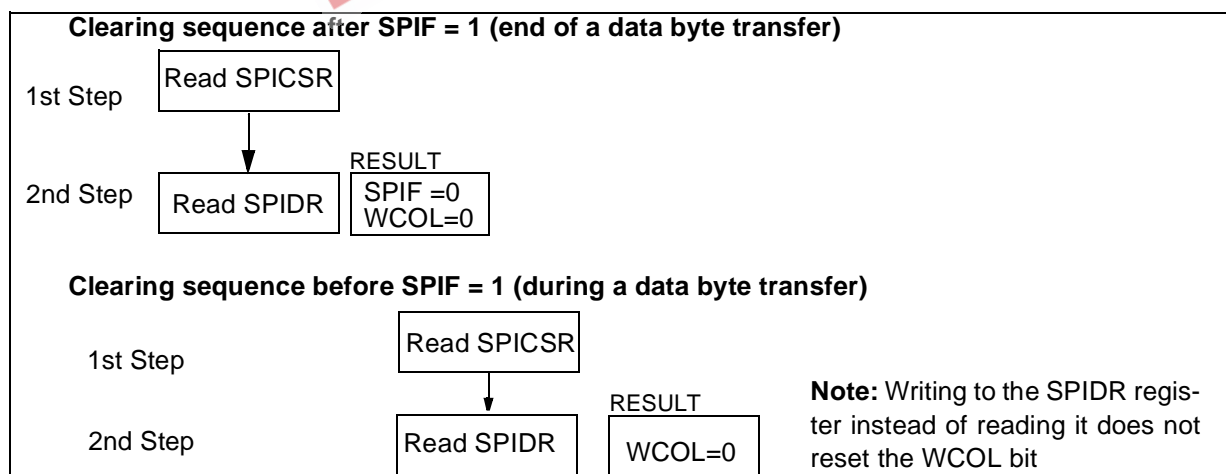 Clearing sequence after SPIF = 1 (end of a data byte transfer)
1st Step
Read SPICSR
2nd Step
Read SPIDR
RESULT
SPIF =0
WCOL=0
Clearing sequence before SPIF = 1 (during a data byte transfer)
1st Step
Read SPICSR
2nd Step
Read SPIDR
RESULT
WCOL=0
Note: Writing to the SPIDR regis-
ter instead of reading it does not
reset the WCOL bit